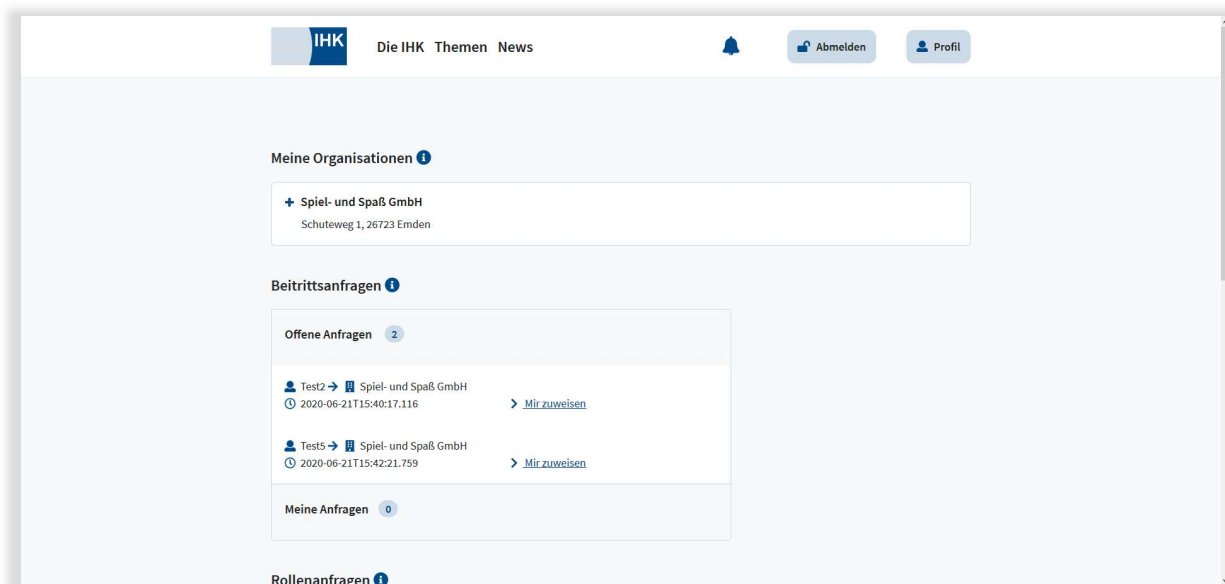 IHK
Die IHK Themen News
Abmelden
Profil
Meine Organisationen
Spiel- und Spaß GmbH
Schuteweg 1, 26723 Emden
Beitrittsanfragen
Offene Anfragen 2
Test2 Spiel- und Spaß GmbH
2020-06-21T15:40:17.116 Mir zuweisen
Test5 Spiel- und Spaß GmbH
2020-06-21T15:42:21.759 Mir zuweisen
Meine Anfragen 0
Rollenanfragen